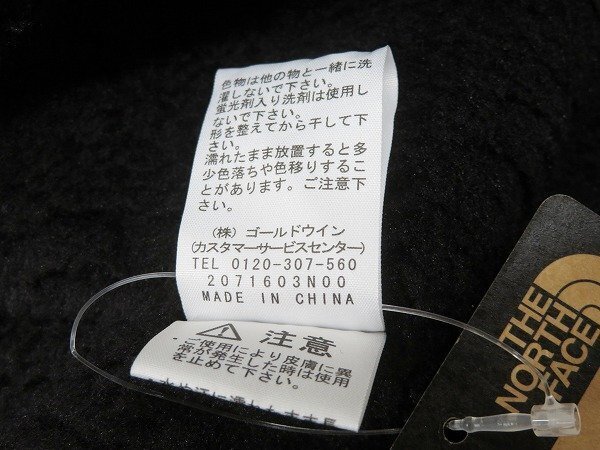 色物は他の物と一緒に洗
濯しないで下さい。
蛍光剤入り洗剤は使用し
ないで下さい。
形を整えてから干して下
さい。
濡れたまま放置すると多
少色落ちや色移りするこ
とがあります。ご注意下
さい。
(株) ゴールドウイン
(カスタマーサービスセンター)
TEL 0120-307-560
2071603N00
MADE IN CHINA
注意
ご使用により皮膚に異
常が発生した時は使用
を止めて下さい。
THE
NORTH
FACE